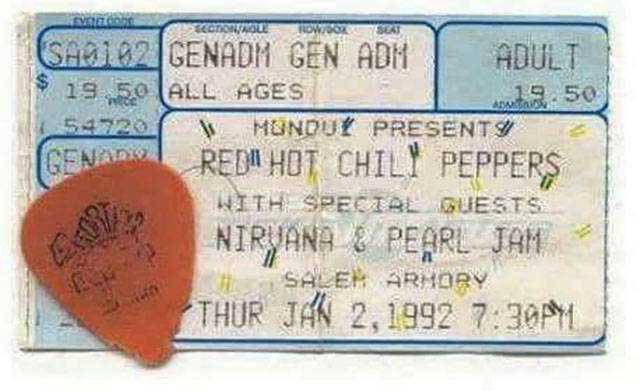 EVENT CODE SECTION/AISLE ROW/BOX SEAT
SA0102 GENADM GEN ADM ADULT
$ 19.50 ALL AGES 19.50
PRICE ADMISSION
54720 MONQUI PRESENTS
GENADM RED HOT CHILI PEPPERS
WITH SPECIAL GUESTS
NIRVANA & PEARL JAM
SALEM ARMORY
THUR JAN 2,1992 7:30PM
TORTEX